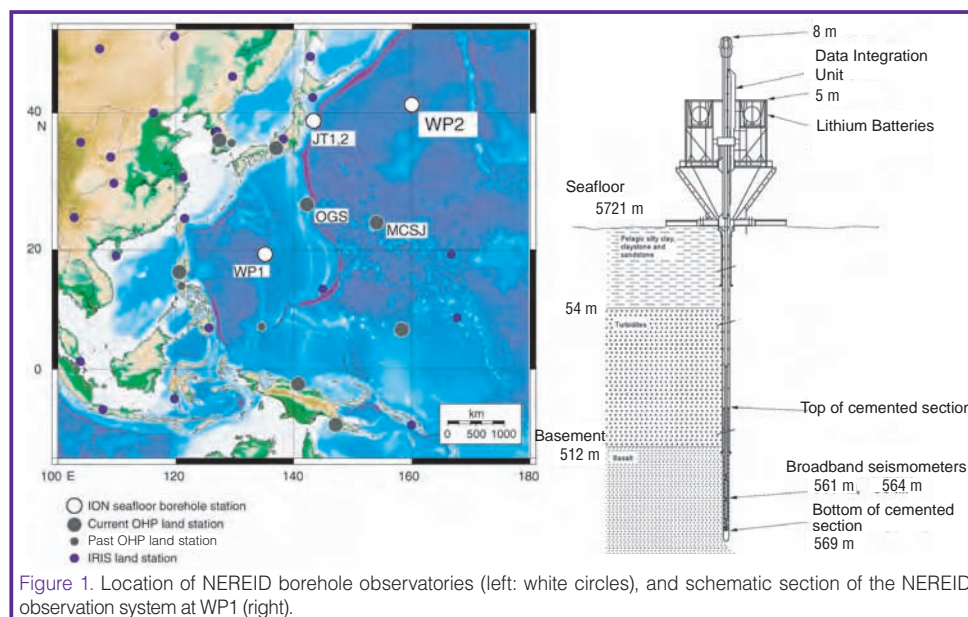 40
N
20
0
100 E
120
140
160
180
WP2
JT1,2
OGS
MCSJ
WP1
km
0 500 1000
ION seafloor borehole station
Current OHP land station
Past OHP land station
IRIS land station
8 m
Data Integration
Unit
5 m
Lithium Batteries
Seafloor
5721 m
Pelagic silty clay,
claystone and
sandstone
54 m
Turbidites
Top of cemented section
Basement
512 m
Basalt
Broadband seismometers
561 m, 564 m
Bottom of cemented
section
569 m
Figure 1. Location of NEREID borehole observatories (left: white circles), and schematic section of the NEREID
observation system at WP1 (right).